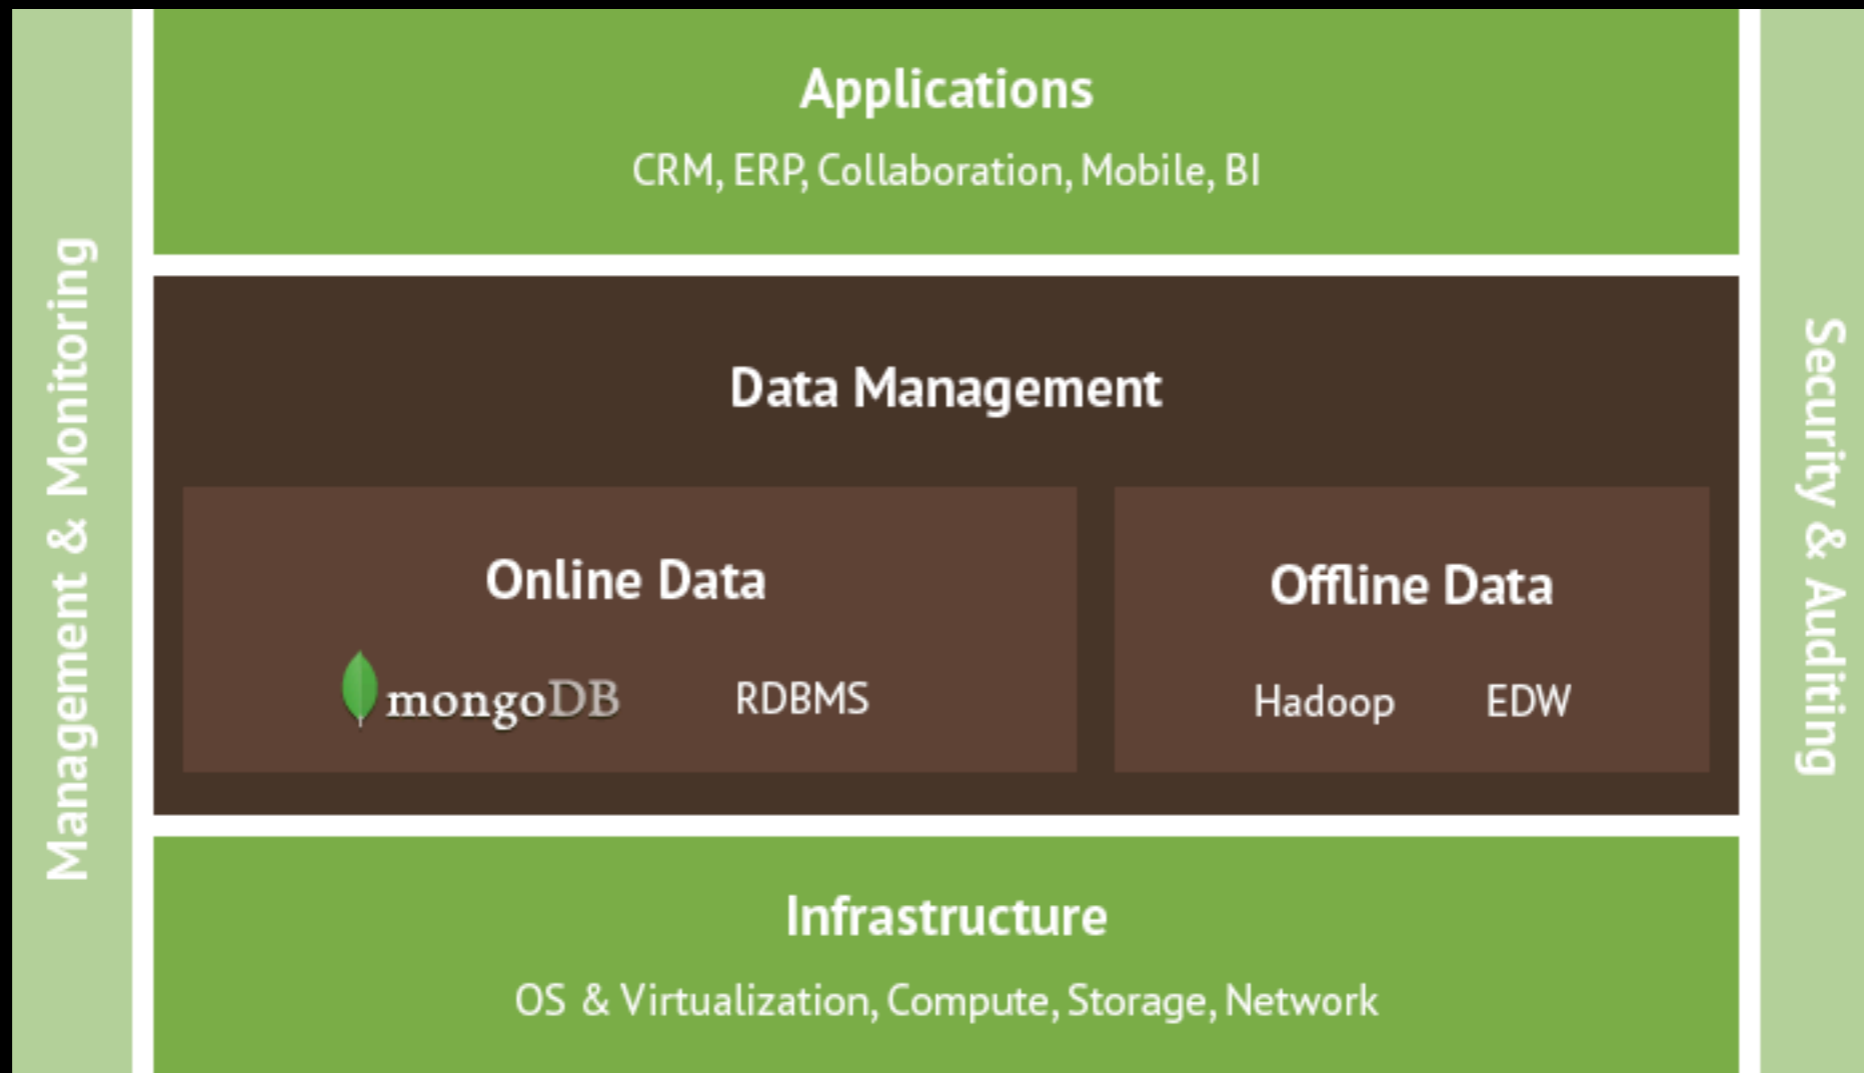 Management & Monitoring
Applications
CRM, ERP, Collaboration, Mobile, BI
Data Management
Online Data
mongoDB
RDBMS
Offline Data
Hadoop
EDW
Infrastructure
OS & Virtualization, Compute, Storage, Network
Security & Auditing